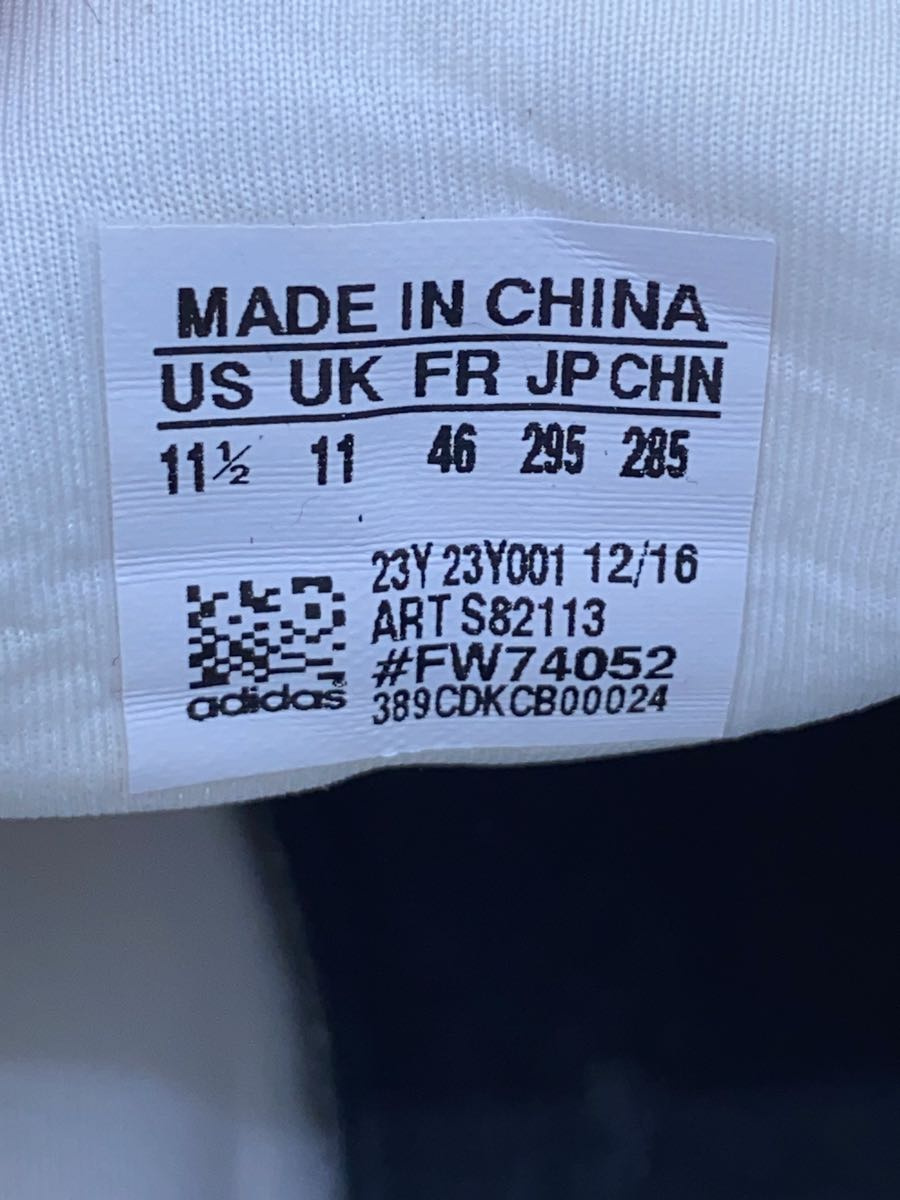 MADE IN CHINA
US UK FR JP CHN
11½ 11 46 295 285
23Y 23Y001 12/16
ART S82113
#FW74052
389CDKCB00024
adidas